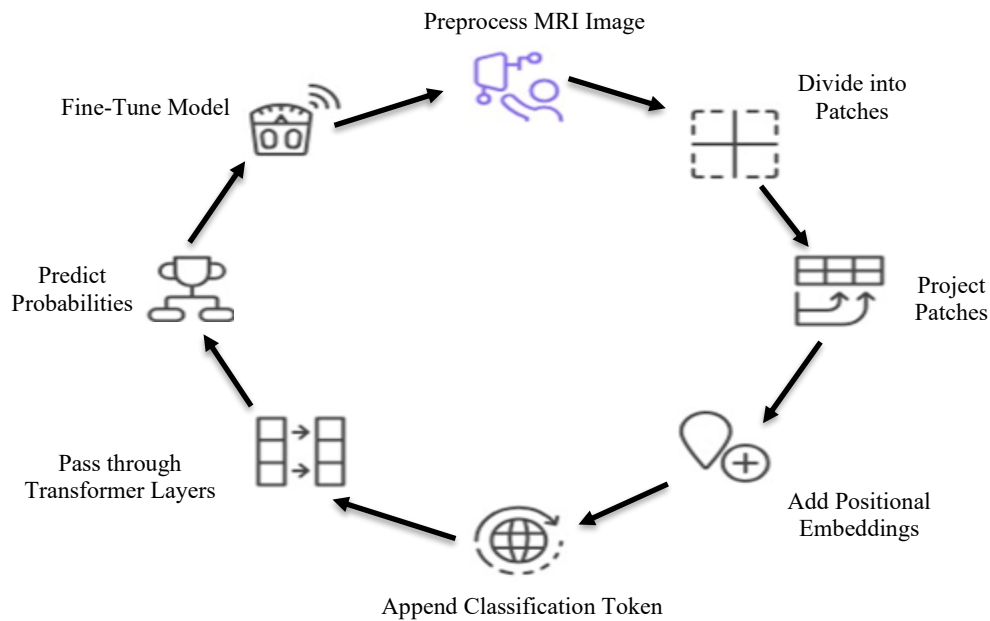 Preprocess MRI Image
Divide into
Patches
Project
Patches
Add Positional
Embeddings
Append Classification Token
Pass through
Transformer Layers
Predict
Probabilities
Fine-Tune Model